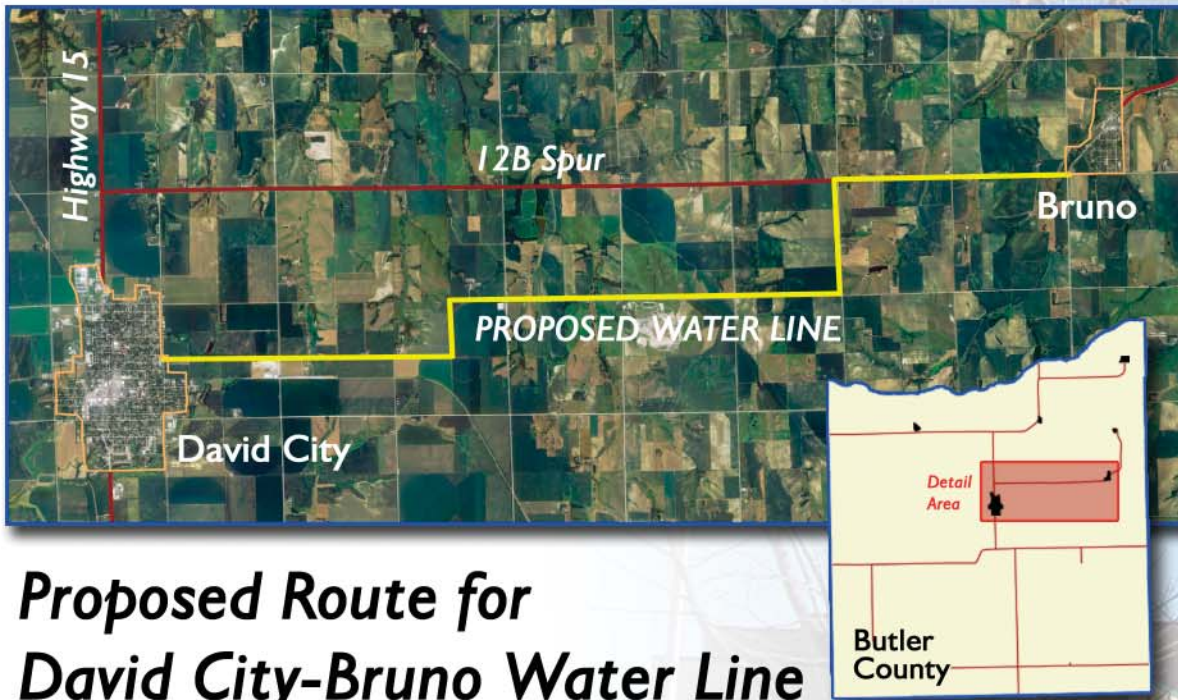 Highway 15
12B Spur
Bruno
PROPOSED WATER LINE
David City
Detail
Area
Butler
County
Proposed Route for
David City-Bruno Water Line